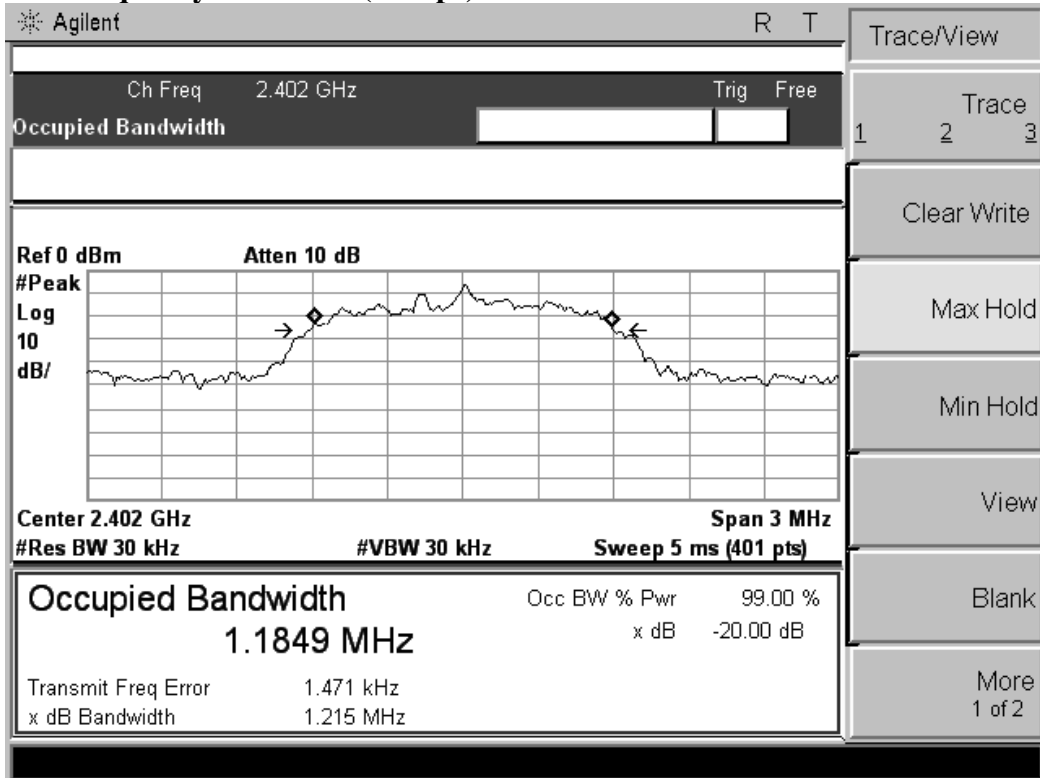 Agilent R T
Trace/View
Ch Freq 2.402 GHz Trig Free
Occupied Bandwidth
Trace
1 2 3
Clear Write
Ref 0 dBm Atten 10 dB
#Peak
Log
10
dB/
Max Hold
Min Hold
View
Center 2.402 GHz Span 3 MHz
#Res BW 30 kHz #VBW 30 kHz Sweep 5 ms (401 pts)
Occupied Bandwidth Occ BW % Pwr 99.00 %
1.1849 MHz x dB -20.00 dB
Blank
Transmit Freq Error 1.471 kHz
x dB Bandwidth 1.215 MHz
More
1 of 2